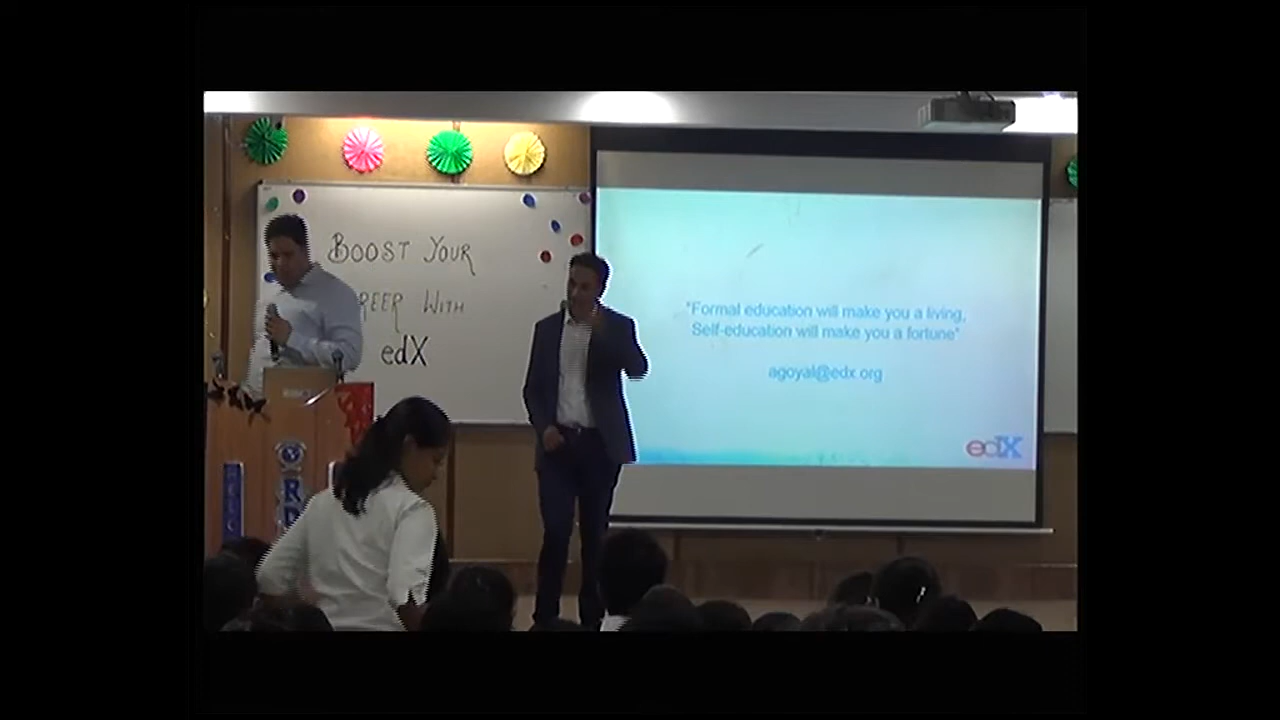 BOOST YOUR
REER WITH
edX
"Formal education will make you a living,
Self-education will make you a fortune"
agoyal@edx.org
edX